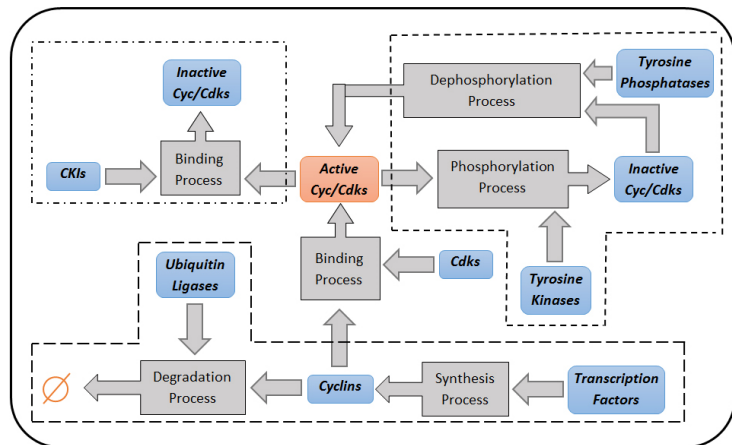 Inactive
Cyc/Cdks
Binding
Process
CKIs
Active
Cyc/Cdks
Dephosphorylation
Process
Tyrosine
Phosphatases
Phosphorylation
Process
Inactive
Cyc/Cdks
Tyrosine
Kinases
Binding
Process
Cdks
Ubiquitin
Ligases
Degradation
Process
Cyclins
Synthesis
Process
Transcription
Factors
∅